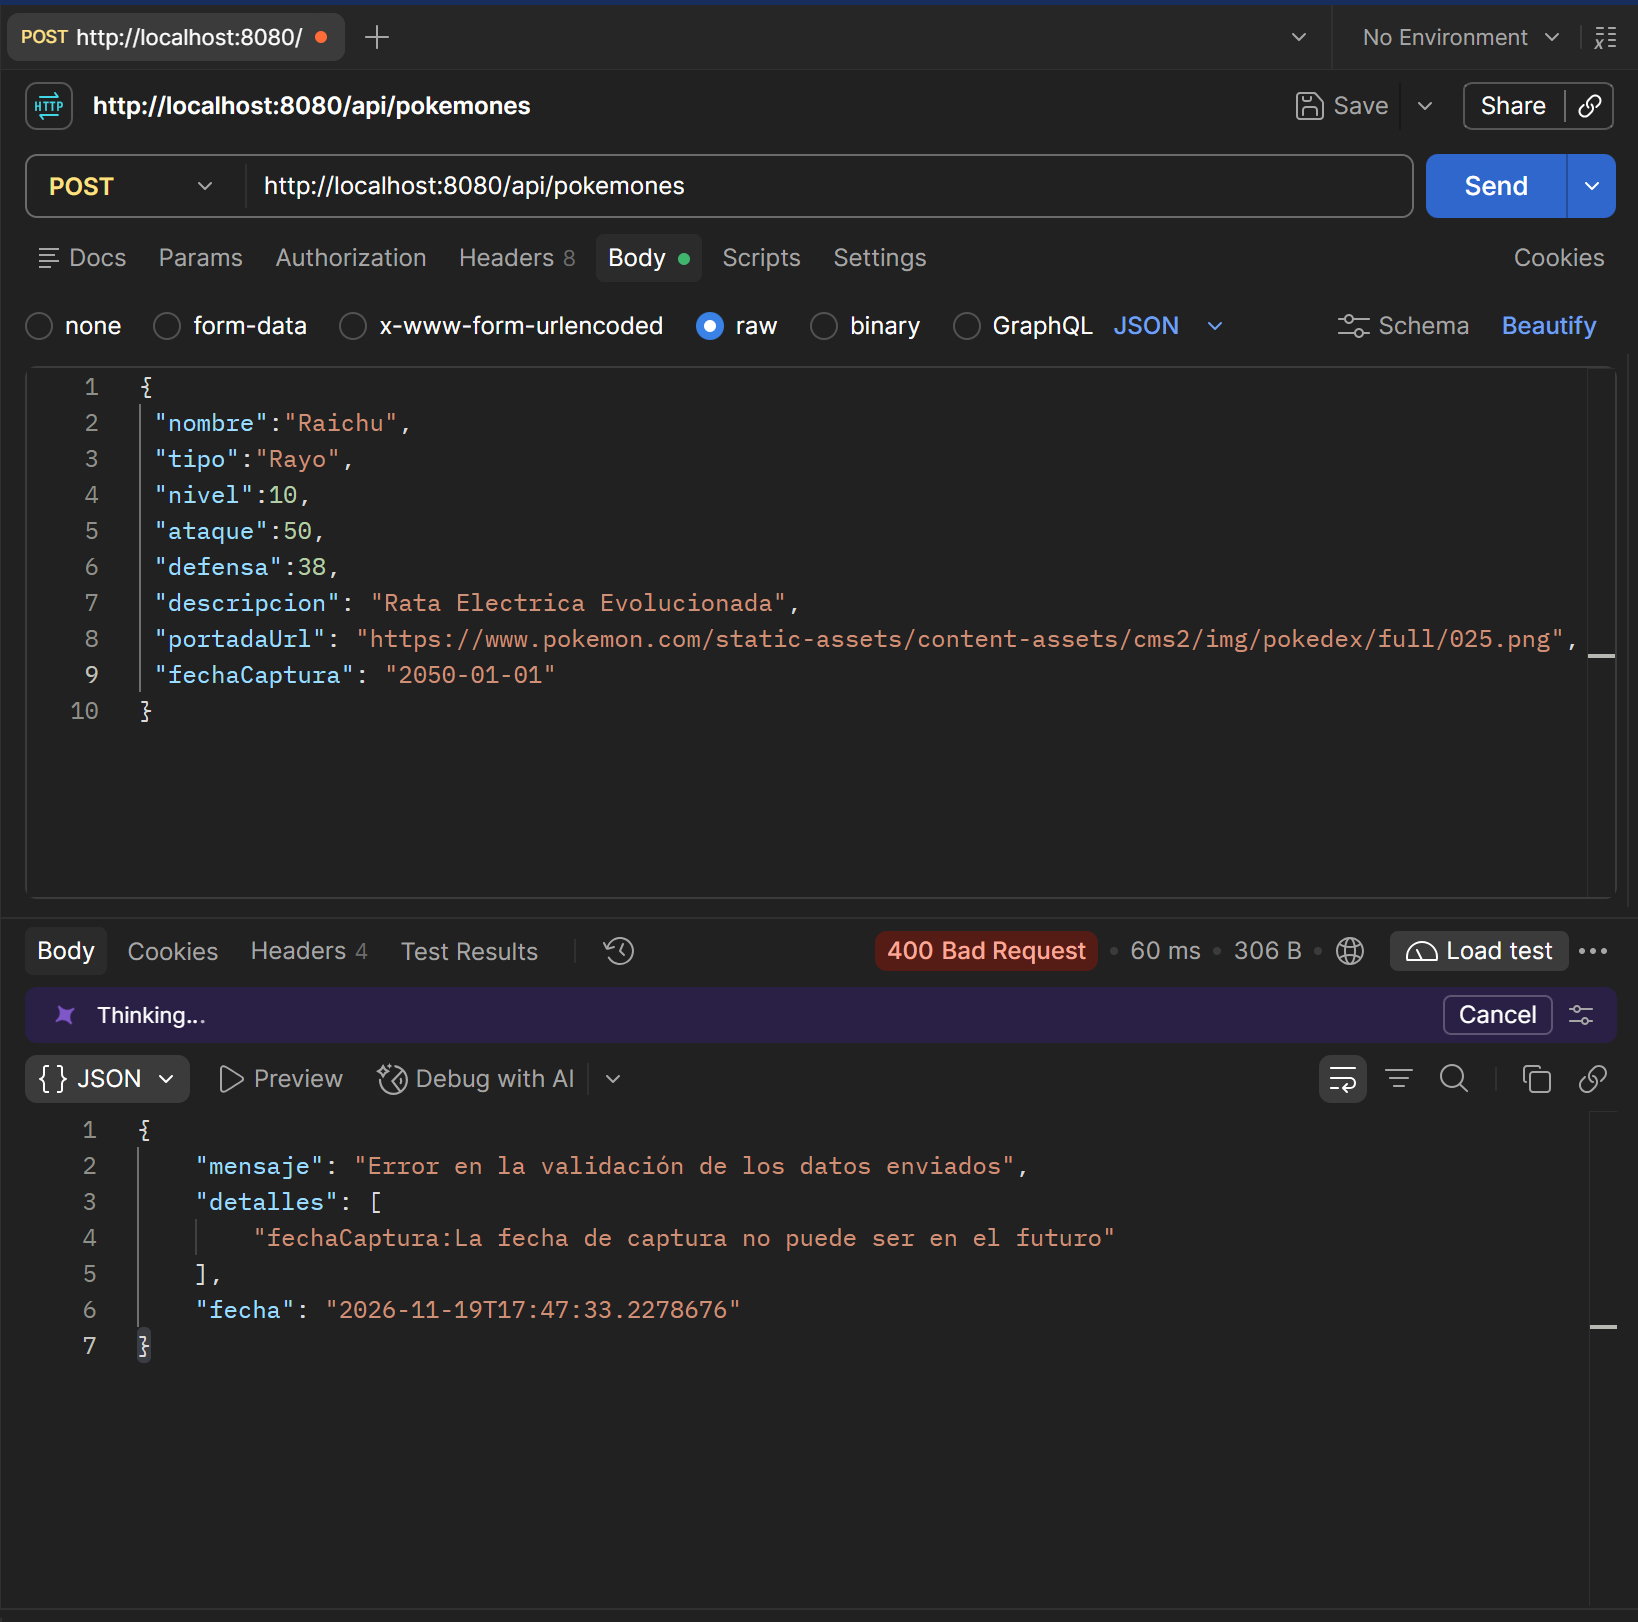 POST http://localhost:8080/
No Environment
HTTP http://localhost:8080/api/pokemones
Save
Share
POST http://localhost:8080/api/pokemones
Send
Docs Params Authorization Headers 8 Body Scripts Settings Cookies
none form-data x-www-form-urlencoded raw binary GraphQL JSON Schema Beautify
1 {
2 "nombre":"Raichu",
3 "tipo":"Rayo",
4 "nivel":10,
5 "ataque":50,
6 "defensa":38,
7 "descripcion": "Rata Electrica Evolucionada",
8 "portadaUrl": "https://www.pokemon.com/static-assets/content-assets/cms2/img/pokedex/full/025.png",
9 "fechaCaptura": "2050-01-01"
10 }
Body Cookies Headers 4 Test Results 400 Bad Request • 60 ms • 306 B • Load test
Thinking... Cancel
{} JSON Preview Debug with AI
1 {
2 "mensaje": "Error en la validación de los datos enviados",
3 "detalles": [
4 "fechaCaptura:La fecha de captura no puede ser en el futuro"
5 ],
6 "fecha": "2026-11-19T17:47:33.2278676"
7 }